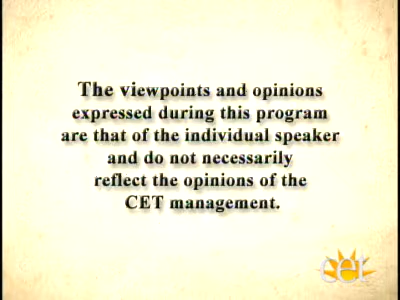 The viewpoints and opinions
expressed during this program
are that of the individual speaker
and do not necessarily
reflect the opinions of the
CET management.
cet